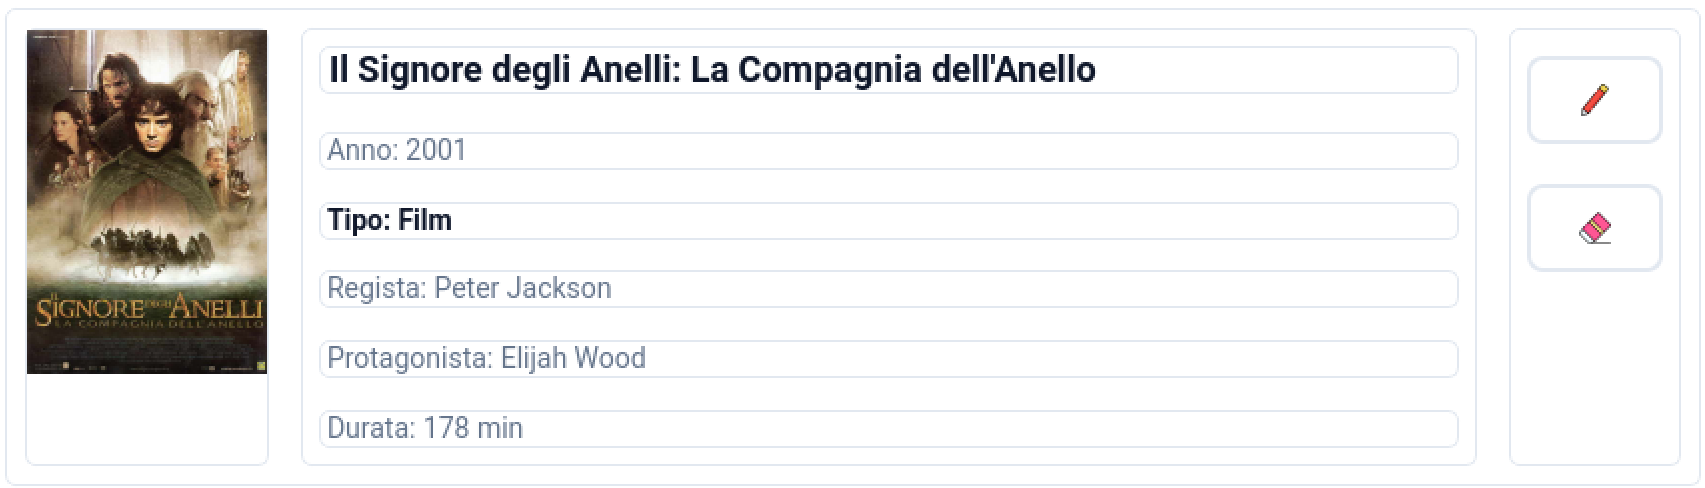 IL
SIGNORE DEGLI ANELLI
LA COMPAGNIA DELL'ANELLO
Il Signore degli Anelli: La Compagnia dell'Anello
Anno: 2001
Tipo: Film
Regista: Peter Jackson
Protagonista: Elijah Wood
Durata: 178 min